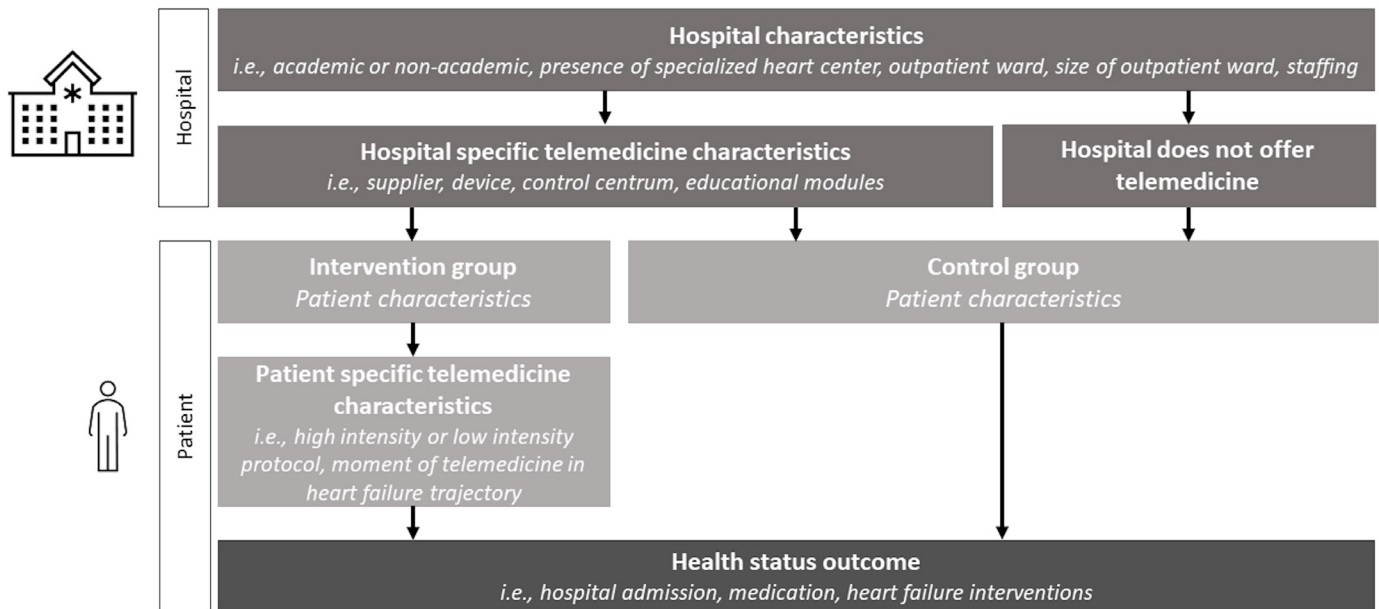 Hospital characteristics
i.e., academic or non-academic, presence of specialized heart center, outpatient ward, size of outpatient ward, staffing
Hospital
Hospital specific telemedicine characteristics
i.e., supplier, device, control centrum, educational modules
Hospital does not offer
telemedicine
Intervention group
Patient characteristics
Control group
Patient characteristics
Patient
Patient specific telemedicine
characteristics
i.e., high intensity or low intensity
protocol, moment of telemedicine in
heart failure trajectory
Health status outcome
i.e., hospital admission, medication, heart failure interventions